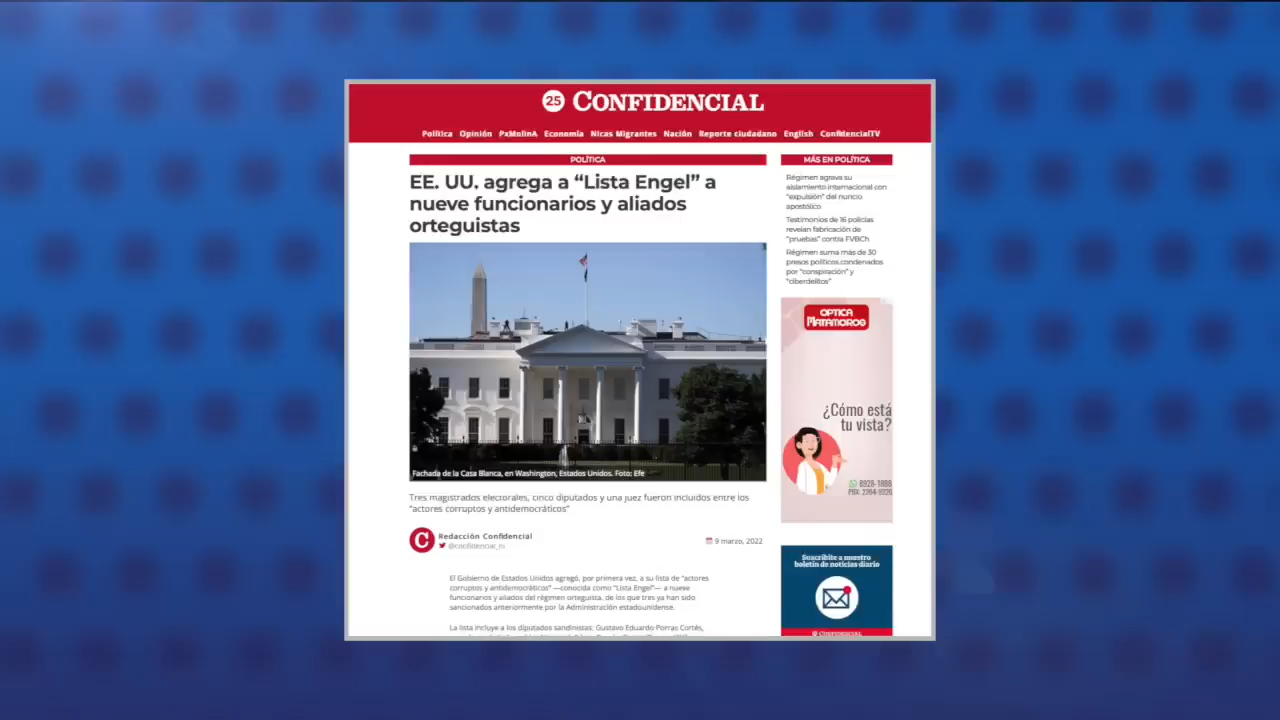 25 CONFIDENCIAL
Política Opinión PxMolinA Economía Nicas Migrantes Nación Reporte ciudadano English ConfidencialTV
POLÍTICA
EE. UU. agrega a “Lista Engel” a
nueve funcionarios y aliados
orteguistas
Fachada de la Casa Blanca, en Washington, Estados Unidos. Foto: Efe
Tres magistrados electorales, cinco diputados y una juez fueron incluidos entre los
“actores corruptos y antidemocráticos”
C
Redacción Confidencial
@confidencial_ni
9 marzo, 2022
El Gobierno de Estados Unidos agregó, por primera vez, a su lista de “actores
corruptos y antidemocráticos” —conocida como “Lista Engel”— a nueve
funcionarios y aliados del régimen orteguista, de los que tres ya han sido
sancionados anteriormente por la Administración estadounidense.
La lista incluye a los diputados sandinistas: Gustavo Eduardo Porras Cortés,
MÁS EN POLÍTICA
Régimen agrava su
aislamiento internacional con
“expulsión” del nuncio
apostólico
Testimonios de 16 policías
revelan fabricación de
“pruebas” contra FVBCh
Régimen suma más de 30
presos políticos condenados
por “conspiración” y
“ciberdelitos”
OPTICA
MATAMOROS
¿Cómo está
tu vista?
8928-1888
PBX: 2264-9926
Suscribite a nuestro
boletín de noticias diario
CONFIDENCIAL